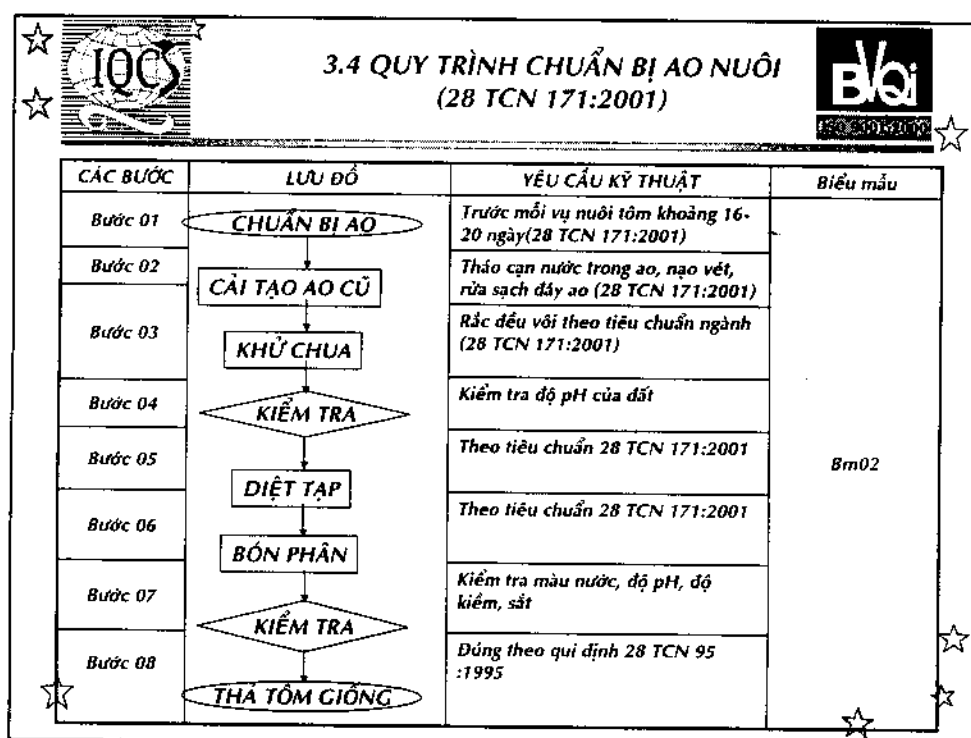 IQCS
3.4 QUY TRÌNH CHUẨN BỊ AO NUÔI
(28 TCN 171:2001)
BVQi
ISO 9001:2000
CÁC BƯỚC
LƯU ĐỒ
YÊU CẦU KỸ THUẬT
Biểu mẫu
Bước 01
CHUẨN BỊ AO
Trước mỗi vụ nuôi tôm khoảng 16-
20 ngày(28 TCN 171:2001)
Bước 02
CẢI TẠO AO CŨ
Tháo cạn nước trong ao, nạo vét,
rửa sạch đáy ao (28 TCN 171:2001)
Bước 03
KHỬ CHUA
Rắc đều vôi theo tiêu chuẩn ngành
(28 TCN 171:2001)
Bước 04
KIỂM TRA
Kiểm tra độ pH của đất
Bước 05
DIỆT TẠP
Theo tiêu chuẩn 28 TCN 171:2001
Bm02
Bước 06
BÓN PHÂN
Theo tiêu chuẩn 28 TCN 171:2001
Bước 07
KIỂM TRA
Kiểm tra màu nước, độ pH, độ
kiềm, sắt
Bước 08
THẢ TÔM GIỐNG
Đúng theo qui định 28 TCN 95
:1995